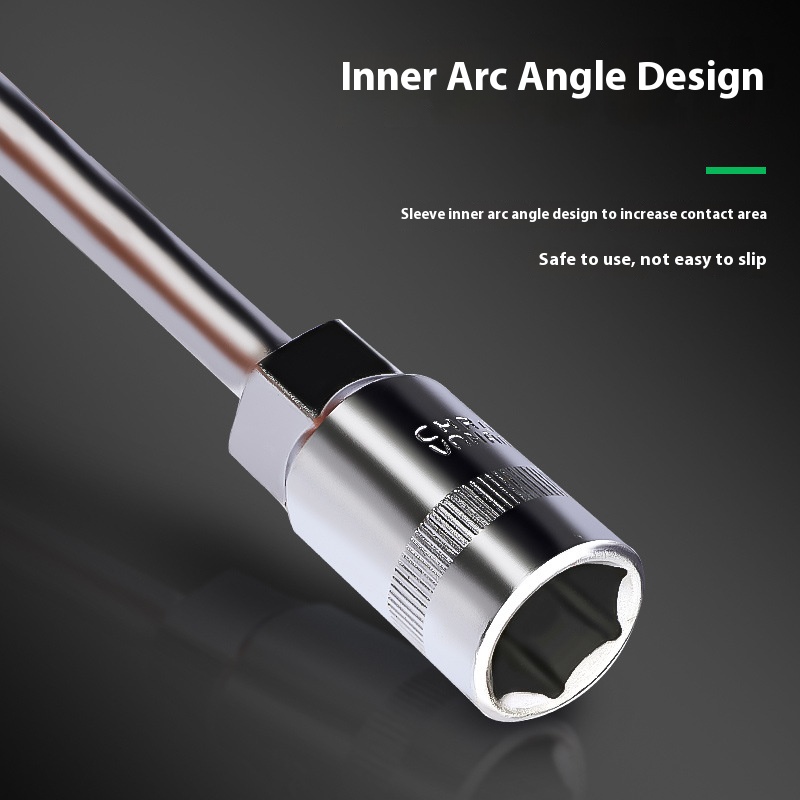 Inner Arc Angle Design
Sleeve inner arc angle design to increase contact area
Safe to use, not easy to slip